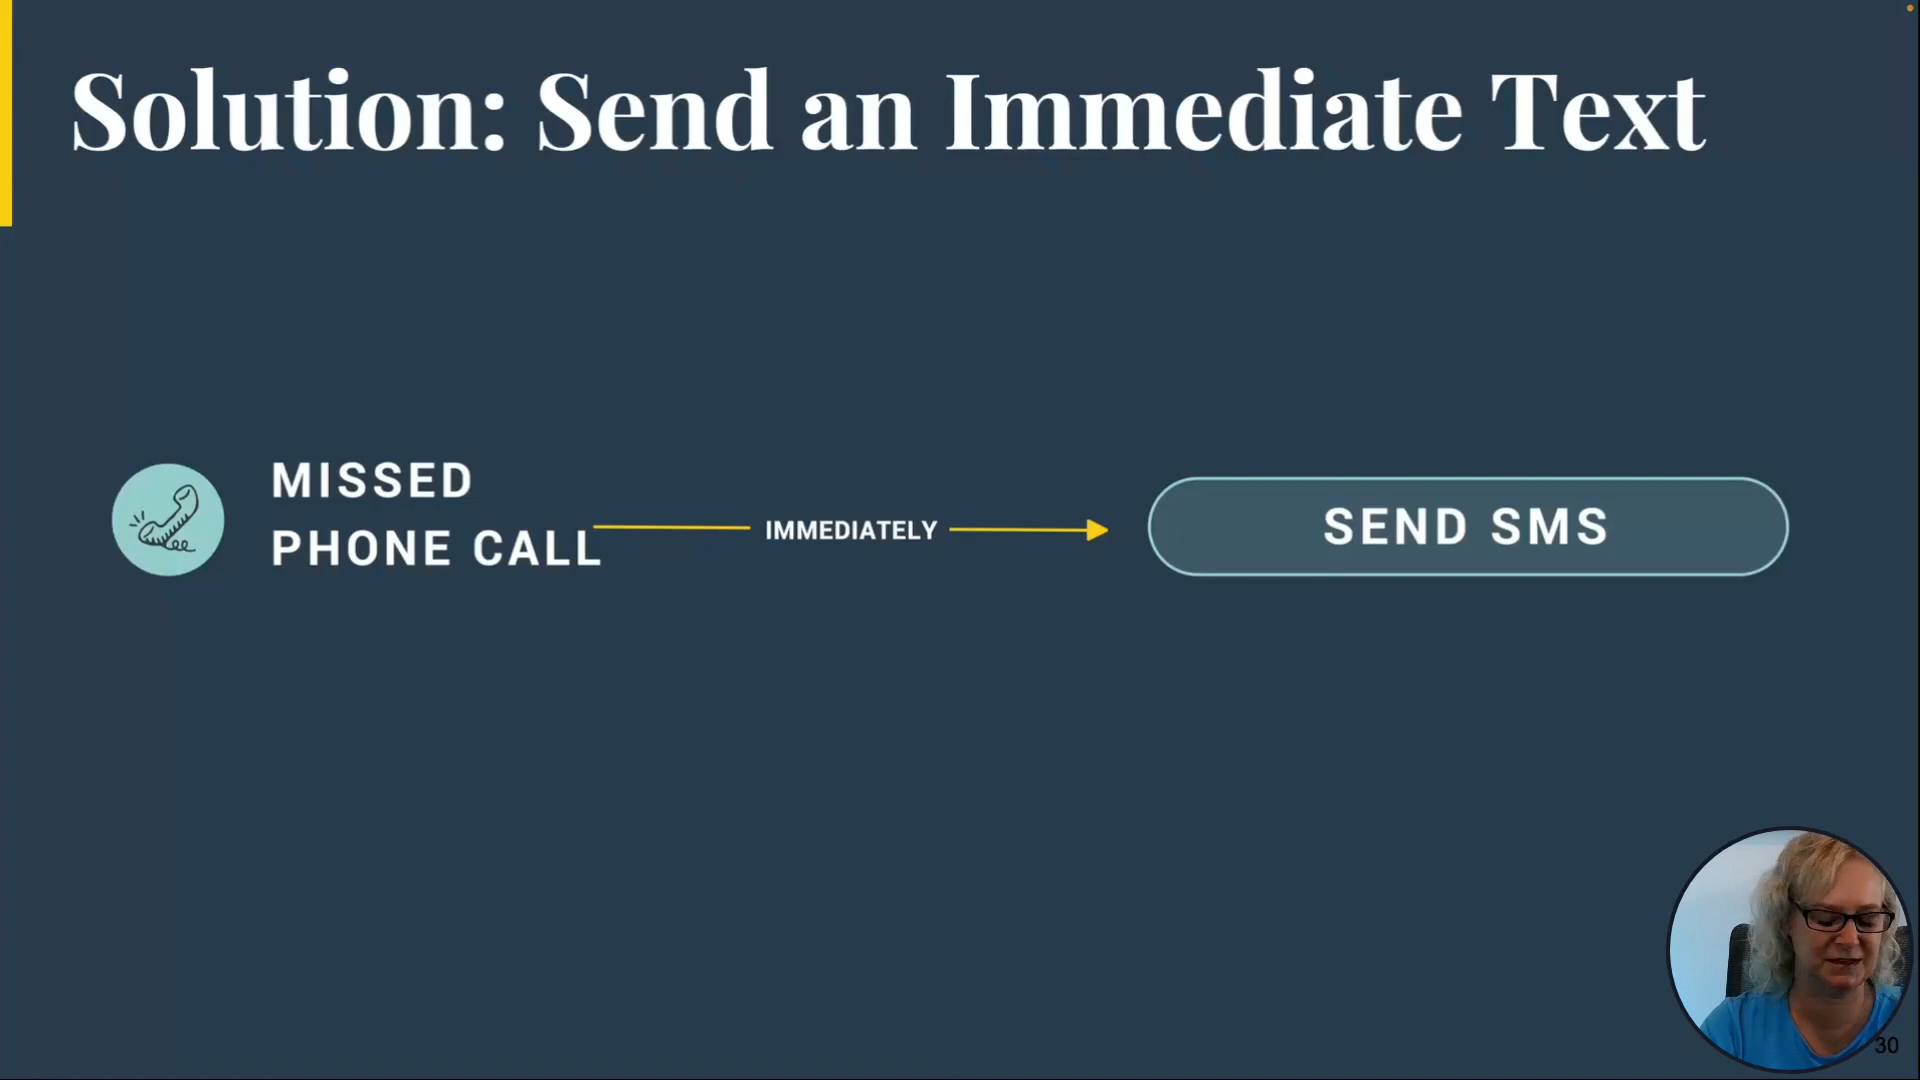 Solution: Send an Immediate Text
MISSED
PHONE CALL
IMMEDIATELY
SEND SMS
30